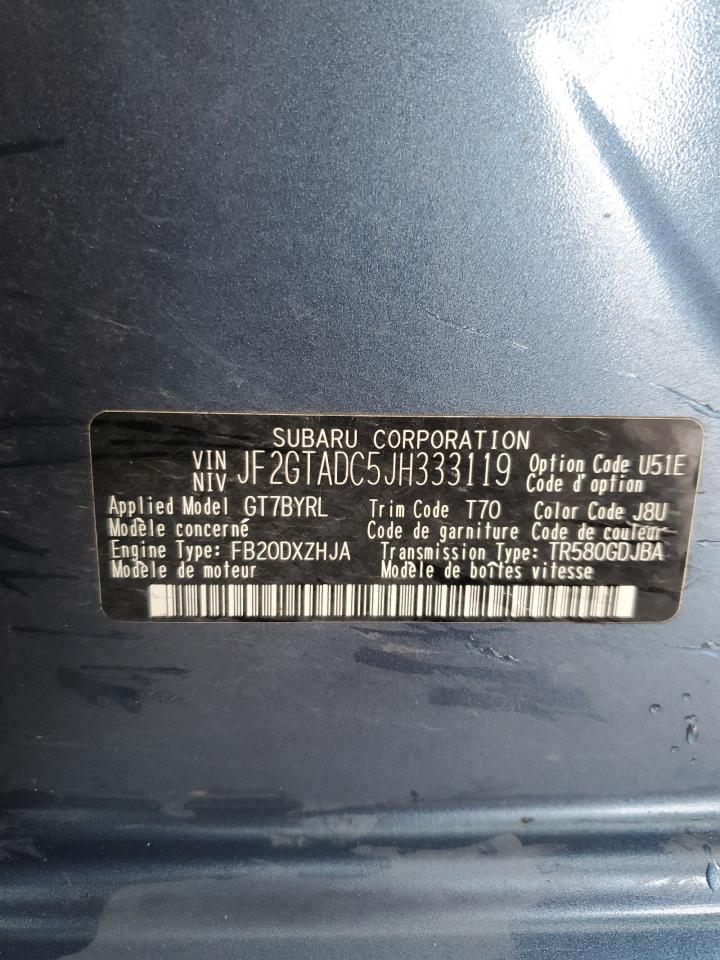 SUBARU CORPORATION
VIN NIV JF2GTADC5JH333119 Option Code U51E
Code d'option
Applied Model GT7BYRL Trim Code T70 Color Code J8U
Modèle concerné Code de garniture Code de couleur
Engine Type: FB20DXZHJA Transmission Type: TR580GDJBA
Modèle de moteur Modèle de boîtes vitesse